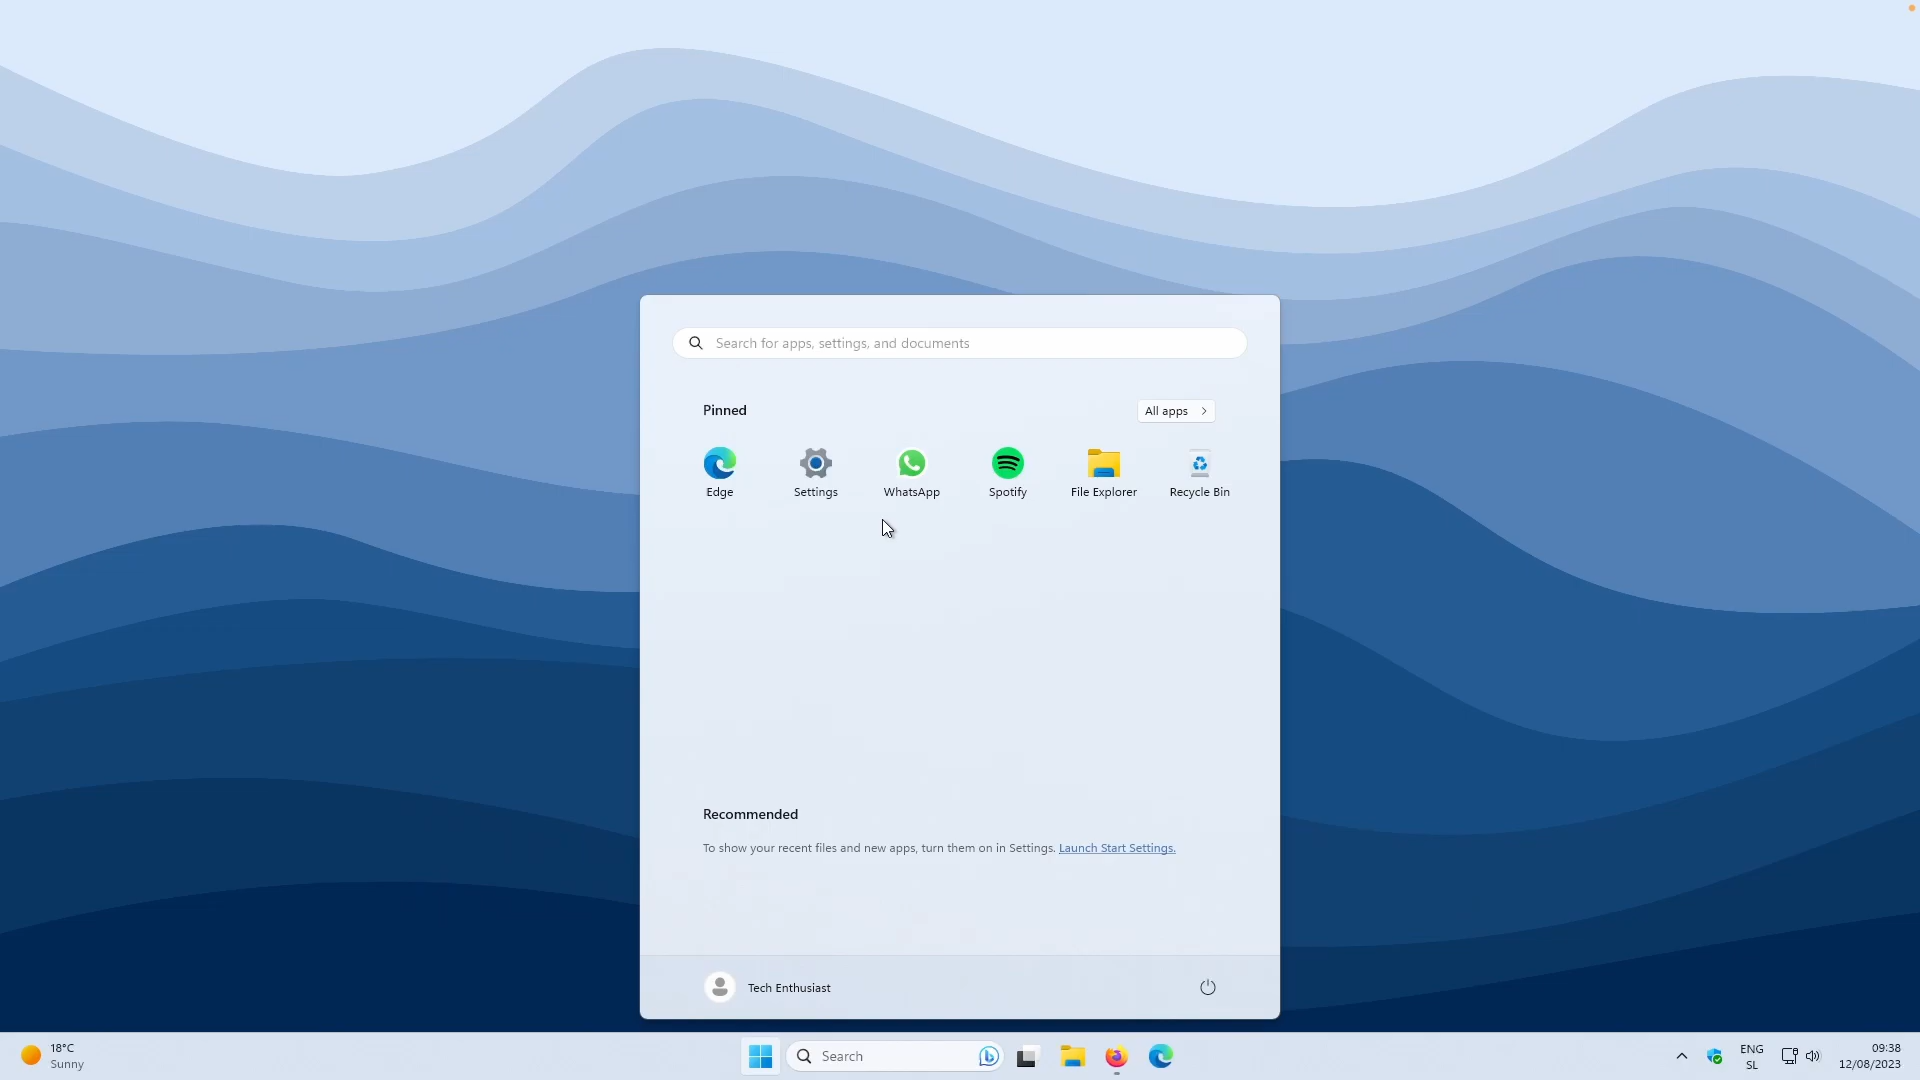 Search for apps, settings, and documents
Pinned
All apps
Edge
Settings
WhatsApp
Spotify
File Explorer
Recycle Bin
Recommended
To show your recent files and new apps, turn them on in Settings. Launch Start Settings.
Tech Enthusiast
18°C
Sunny
Search
ENG
SL
09:38
12/08/2023